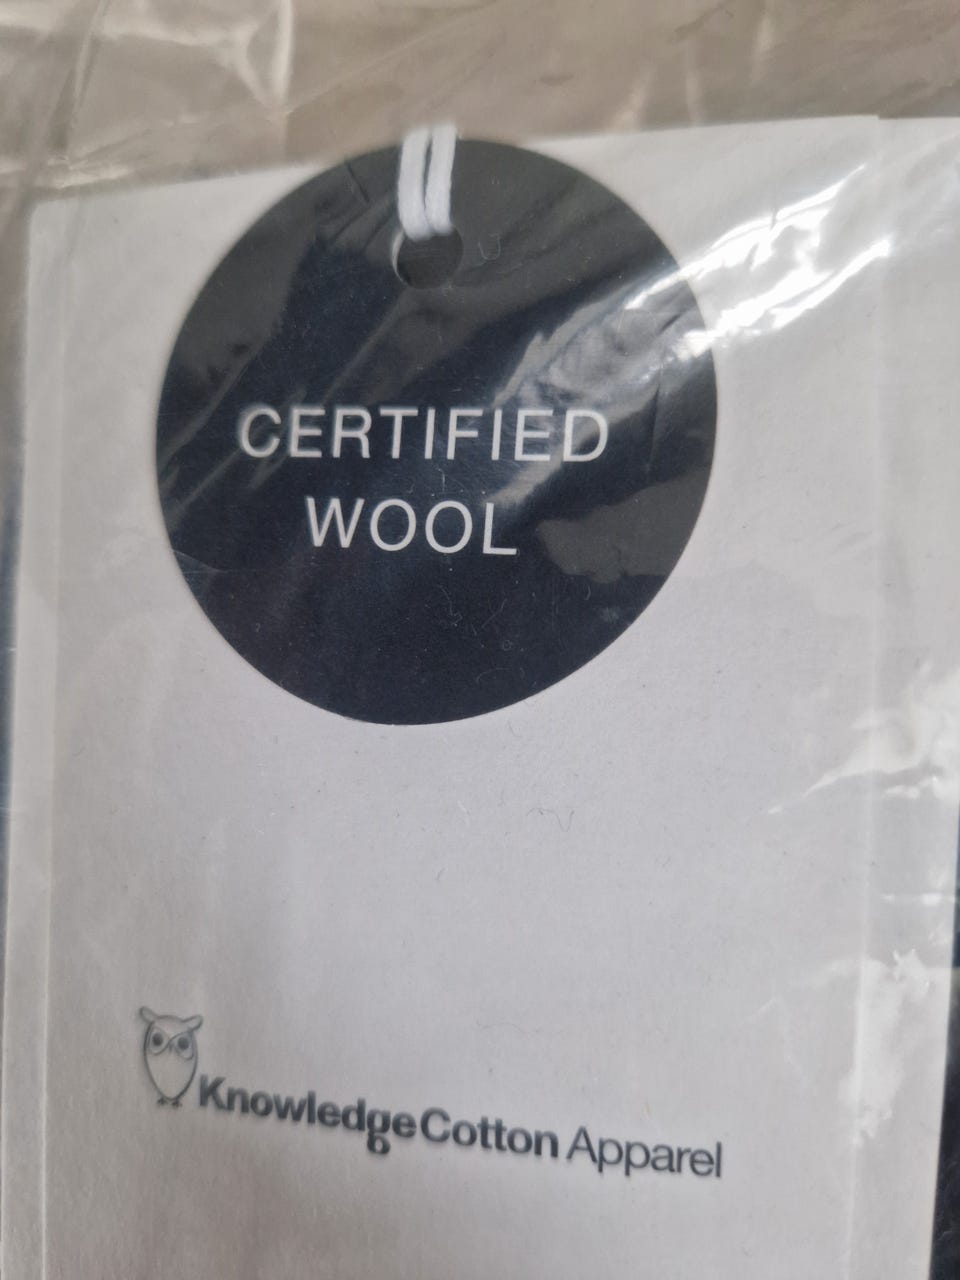 CERTIFIED
WOOL
KnowledgeCotton Apparel